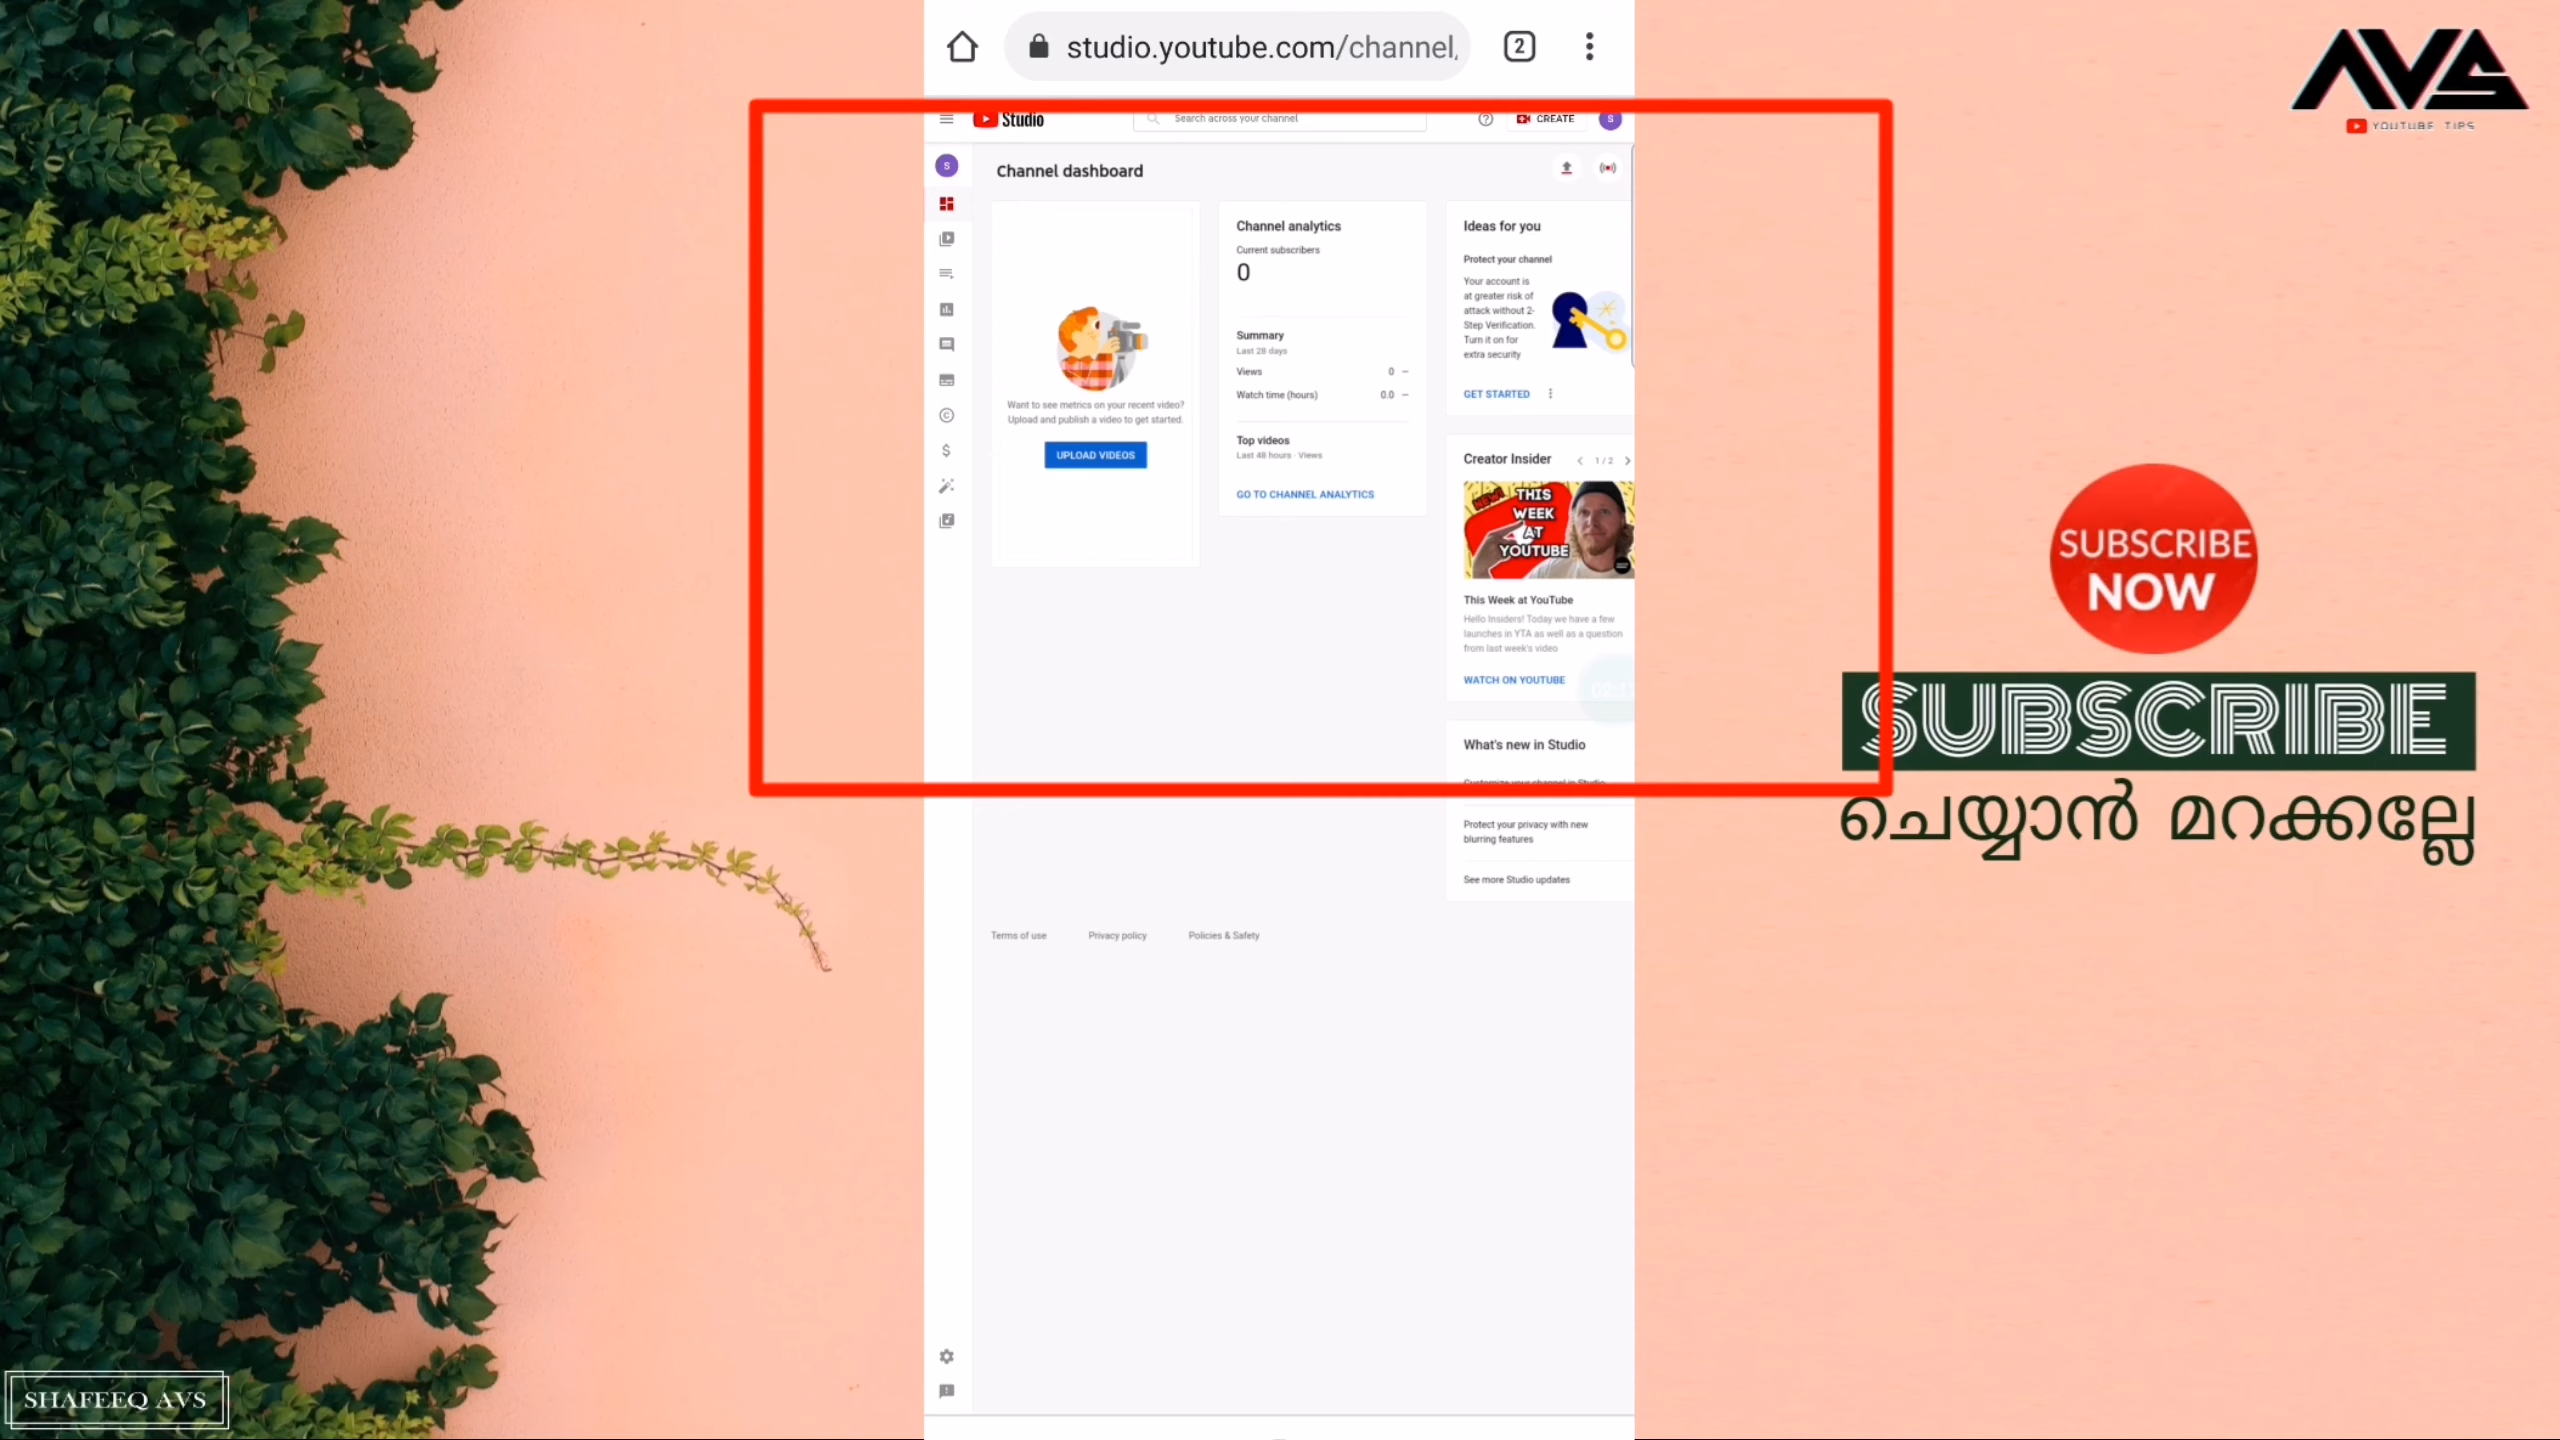 studio.youtube.com/channel
2
AVS
YOUTUBE TIPS
Studio
Search across your channel
CREATE
S
S
Channel dashboard
Want to see metrics on your recent video?
Upload and publish a video to get started.
UPLOAD VIDEOS
Channel analytics
Current subscribers
0
Summary
Last 28 days
Views 0 –
Watch time (hours) 0.0 –
Top videos
Last 48 hours · Views
GO TO CHANNEL ANALYTICS
Ideas for you
Protect your channel
Your account is
at greater risk of
attack without 2-
Step Verification.
Turn it on for
extra security
GET STARTED
Creator Insider
1 / 2
NEW!
THIS
WEEK
AT
YOUTUBE
This Week at YouTube
Hello Insiders! Today we have a few
launches in YTA as well as a question
from last week's video
WATCH ON YOUTUBE
What's new in Studio
Customize your channel in Studio
Protect your privacy with new
blurring features
See more Studio updates
Terms of use
Privacy policy
Policies & Safety
SUBSCRIBE
NOW
SUBSCRIBE
ചെയ്യാൻ മറക്കല്ലേ
SHAFEEQ AVS